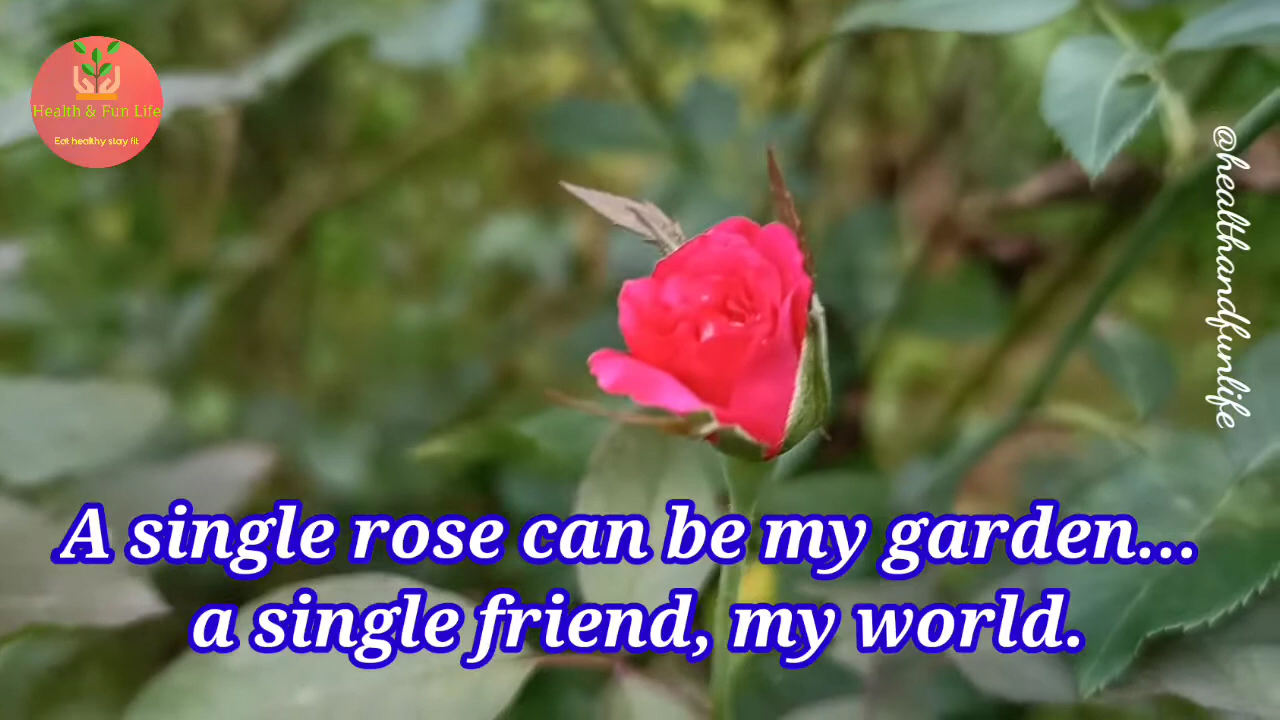 Health & Fun Life
Eat healthy stay fit
@healthandfunlife
A single rose can be my garden...
a single friend, my world.